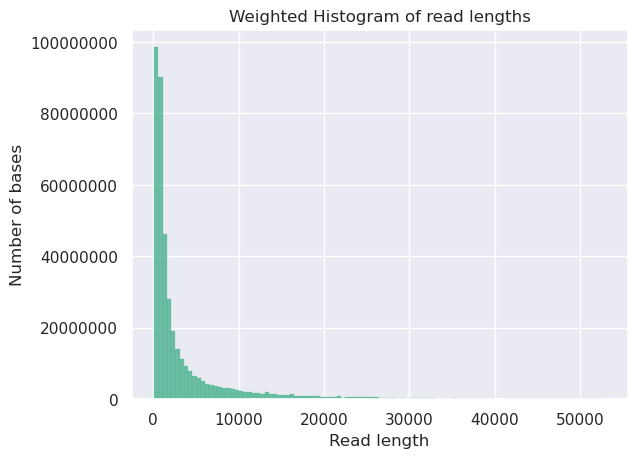 Weighted Histogram of read lengths
100000000
80000000
60000000
40000000
20000000
0
Number of bases
0 10000 20000 30000 40000 50000
Read length